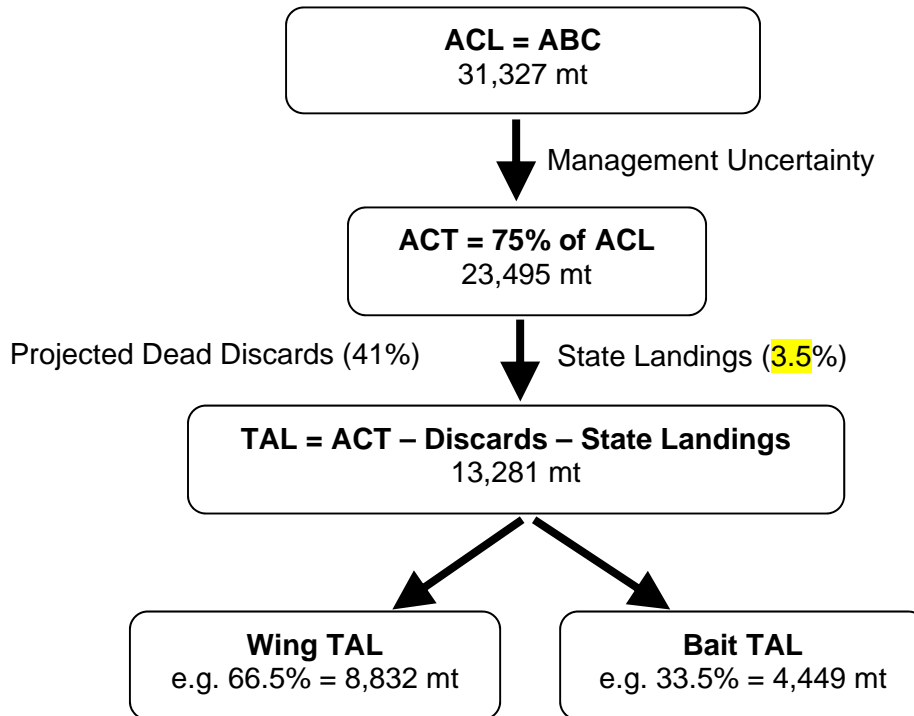 ACL = ABC
31,327 mt
Management Uncertainty
ACT = 75% of ACL
23,495 mt
Projected Dead Discards (41%)
State Landings (3.5%)
TAL = ACT – Discards – State Landings
13,281 mt
Wing TAL
e.g. 66.5% = 8,832 mt
Bait TAL
e.g. 33.5% = 4,449 mt